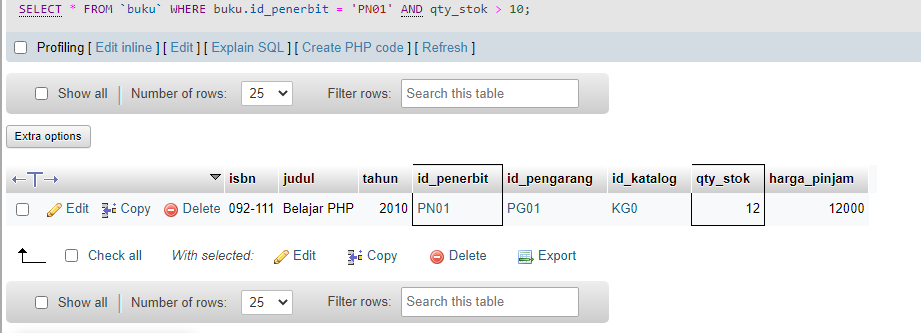 SELECT * FROM `buku` WHERE buku.id_penerbit = 'PN01' AND qty_stok > 10;
Profiling [ Edit inline ] [ Edit ] [ Explain SQL ] [ Create PHP code ] [ Refresh ]
Show all | Number of rows: 25 Filter rows: Search this table
Extra options
←T→ isbn judul tahun id_penerbit id_pengarang id_katalog qty_stok harga_pinjam
Edit Copy Delete 092-111 Belajar PHP 2010 PN01 PG01 KG0 12 12000
Check all With selected: Edit Copy Delete Export
Show all | Number of rows: 25 Filter rows: Search this table